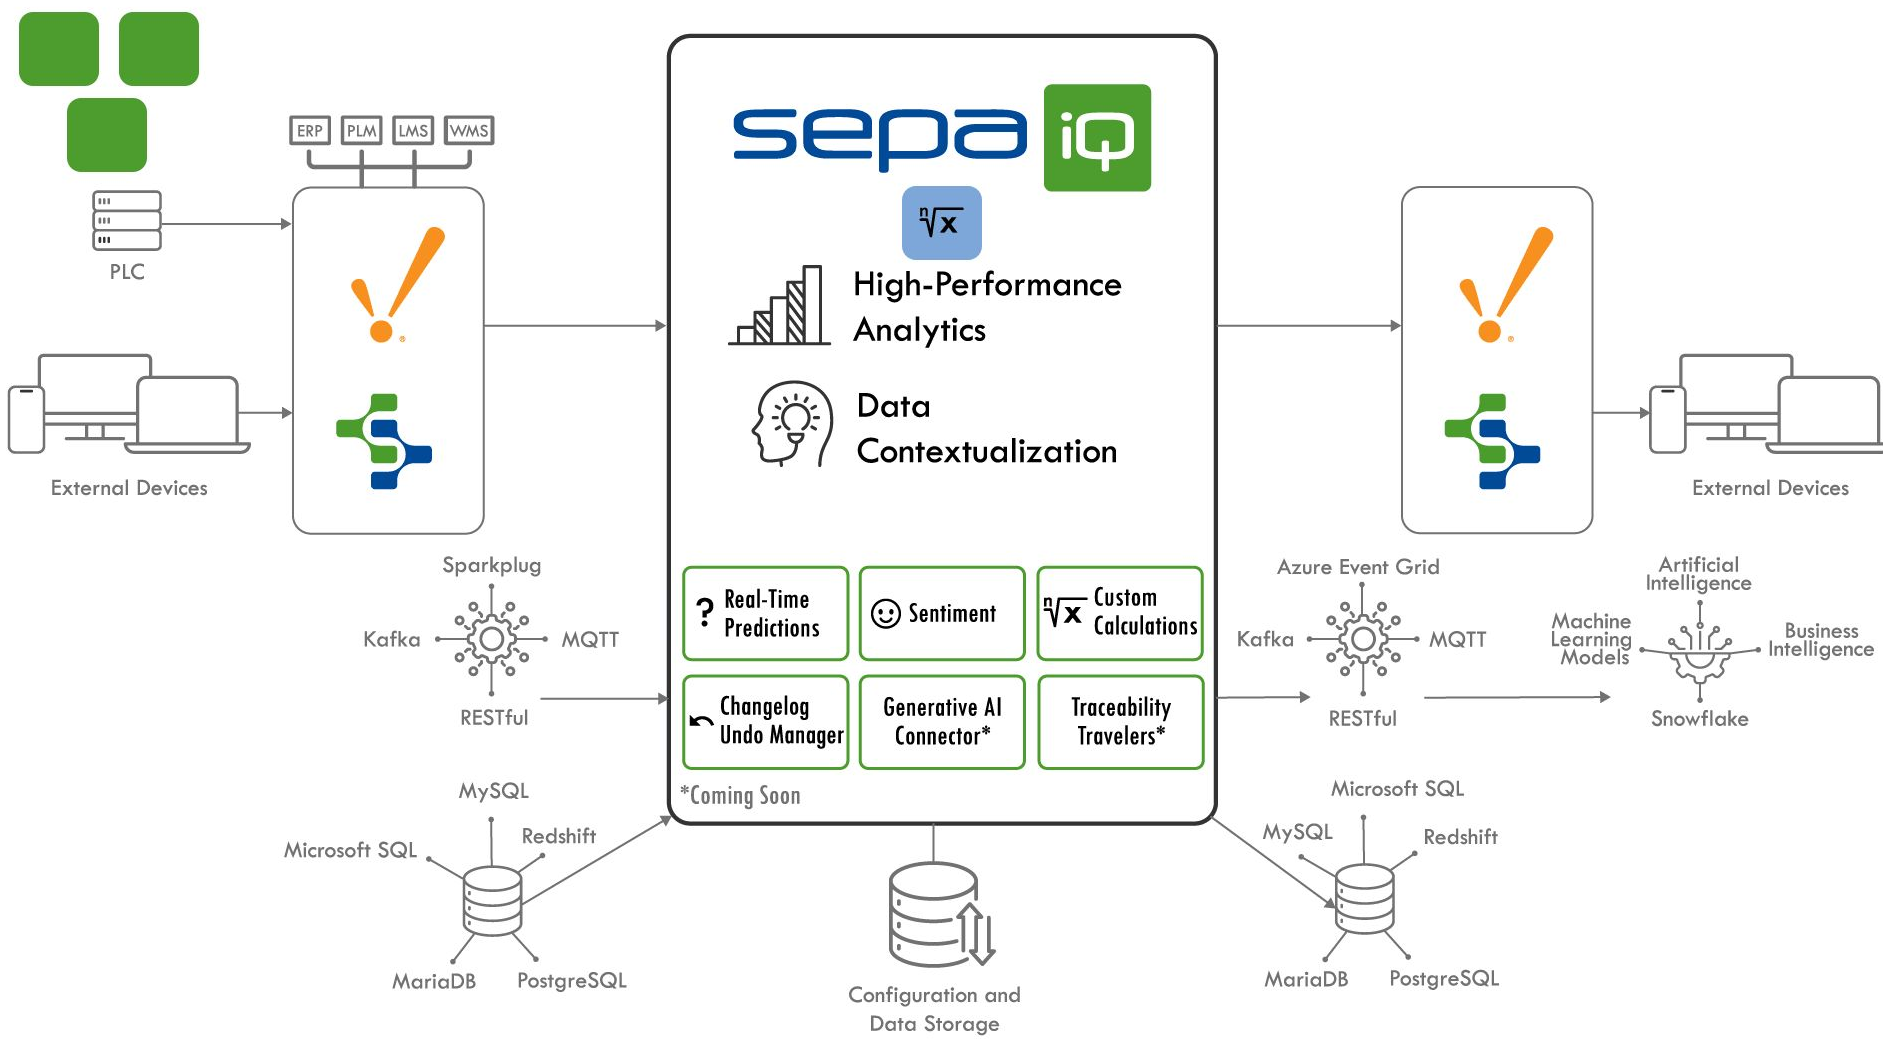 sepa iQ
ERP
PLM
LMS
WMS
PLC
External Devices
n√x
High-Performance
Analytics
Data
Contextualization
External Devices
Sparkplug
Kafka
MQTT
RESTful
? Real-Time
Predictions
Sentiment
n√x Custom
Calculations
Changelog
Undo Manager
Generative AI
Connector*
Traceability
Travelers*
*Coming Soon
Azure Event Grid
Kafka
MQTT
RESTful
Artificial
Intelligence
Machine
Learning
Models
Business
Intelligence
Snowflake
MySQL
Microsoft SQL
Redshift
MariaDB
PostgreSQL
Configuration and
Data Storage
Microsoft SQL
MySQL
Redshift
MariaDB
PostgreSQL